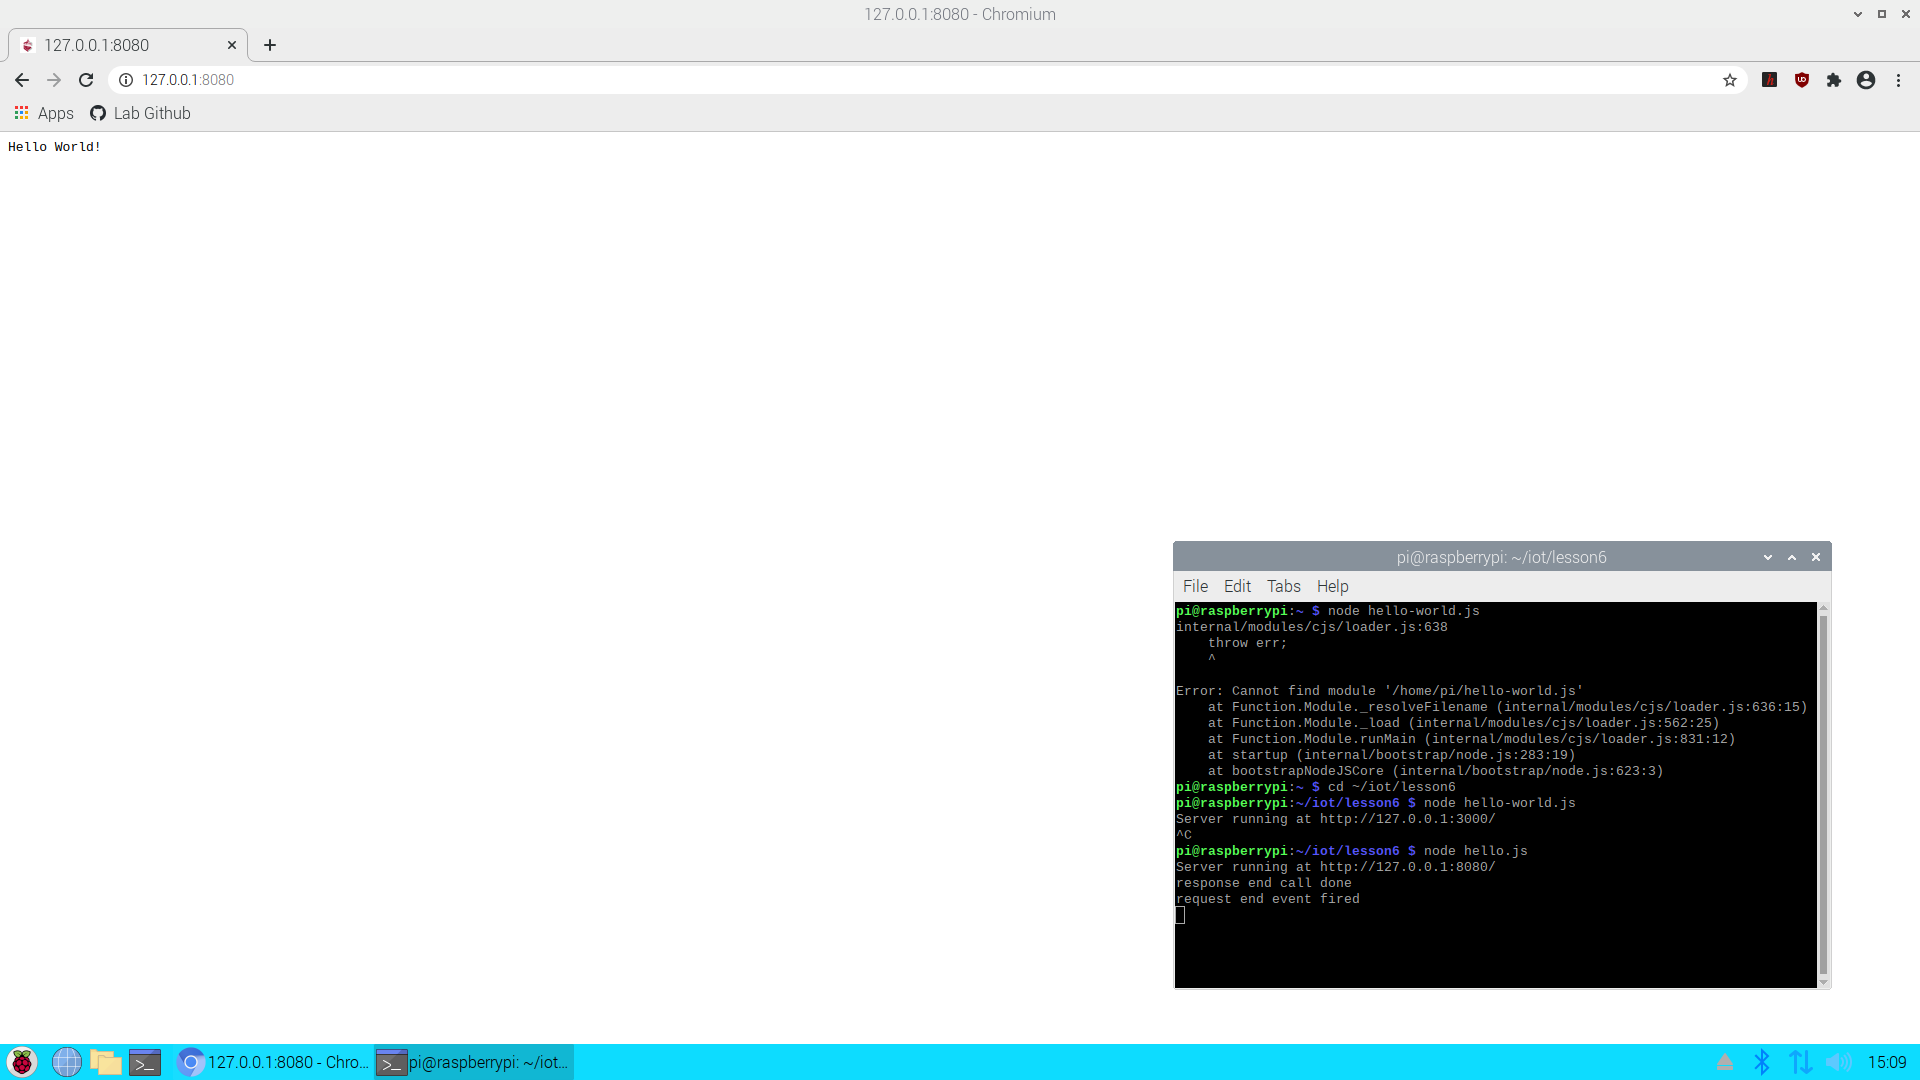 127.0.0.1:8080 - Chromium
127.0.0.1:8080
127.0.0.1:8080
Apps Lab Github
Hello World!
pi@raspberrypi: ~/iot/lesson6
File Edit Tabs Help
pi@raspberrypi:~ $ node hello-world.js
internal/modules/cjs/loader.js:638
    throw err;
    ^
Error: Cannot find module '/home/pi/hello-world.js'
    at Function.Module._resolveFilename (internal/modules/cjs/loader.js:636:15)
    at Function.Module._load (internal/modules/cjs/loader.js:562:25)
    at Function.Module.runMain (internal/modules/cjs/loader.js:831:12)
    at startup (internal/bootstrap/node.js:283:19)
    at bootstrapNodeJSCore (internal/bootstrap/node.js:623:3)
pi@raspberrypi:~ $ cd ~/iot/lesson6
pi@raspberrypi:~/iot/lesson6 $ node hello-world.js
Server running at http://127.0.0.1:3000/
^C
pi@raspberrypi:~/iot/lesson6 $ node hello.js
Server running at http://127.0.0.1:8080/
response end call done
request end event fired
127.0.0.1:8080 - Chro... pi@raspberrypi: ~/iot... 15:09